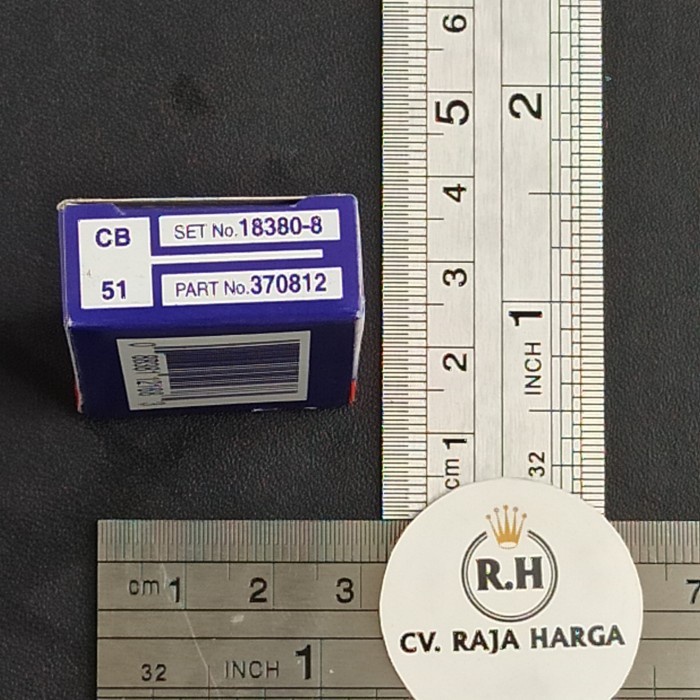 CB
51
SET No.18380-8
PART No.370812
6
5
4
3
2
1
cm
2
1
INCH
32
R.H
CV. RAJA HARGA
cm 1 2 3 7
32 INCH 1